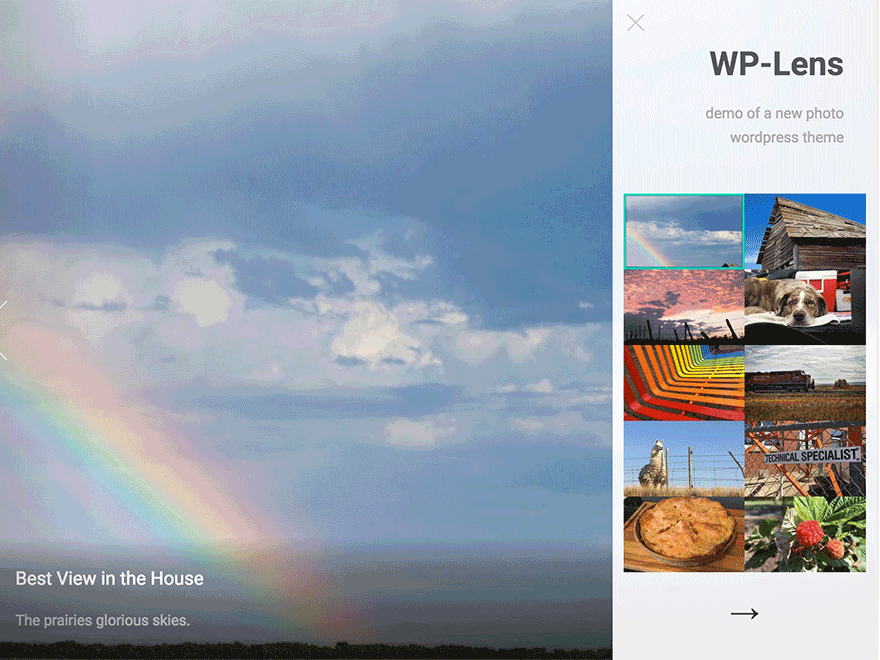 WP-Lens
demo of a new photo
wordpress theme
TECHNICAL SPECIALIST
Best View in the House
The prairies glorious skies.